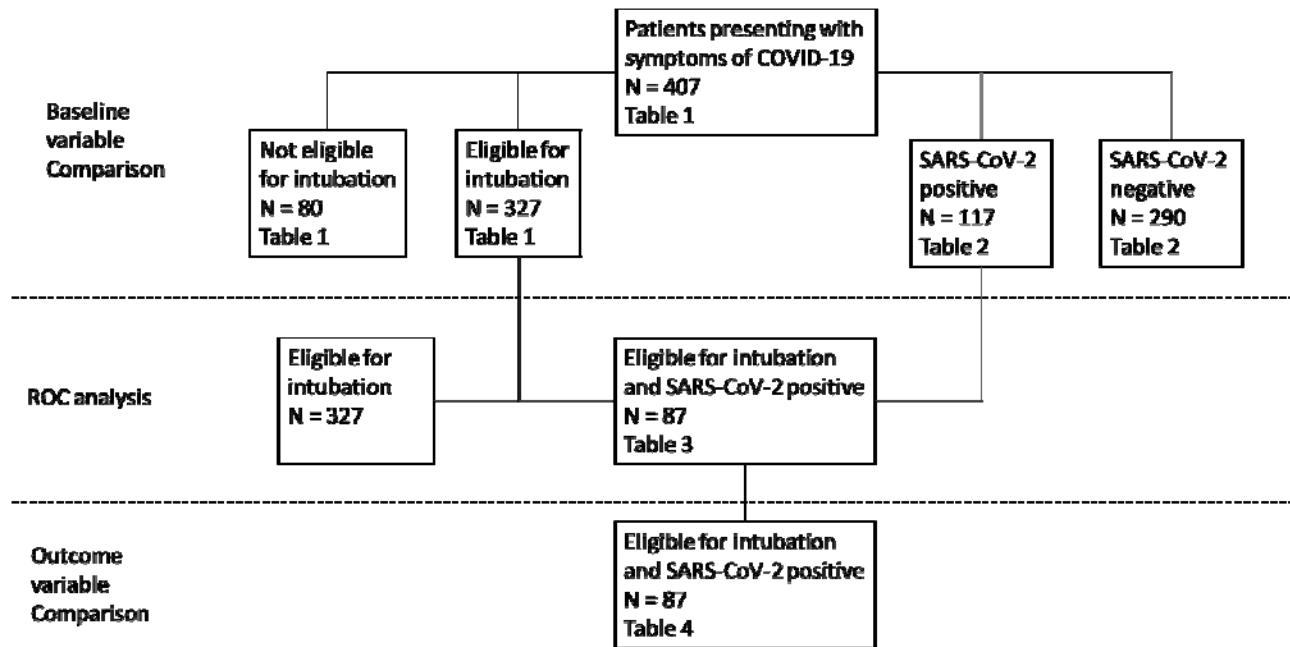 Patients presenting with
symptoms of COVID-19
N = 407
Table 1
Baseline
variable
Comparison
Not eligible
for intubation
N = 80
Table 1
Eligible for
intubation
N = 327
Table 1
SARS-CoV-2
positive
N = 117
Table 2
SARS-CoV-2
negative
N = 290
Table 2
ROC analysis
Eligible for
intubation
N = 327
Eligible for intubation
and SARS-CoV-2 positive
N = 87
Table 3
Outcome
variable
Comparison
Eligible for intubation
and SARS-CoV-2 positive
N = 87
Table 4